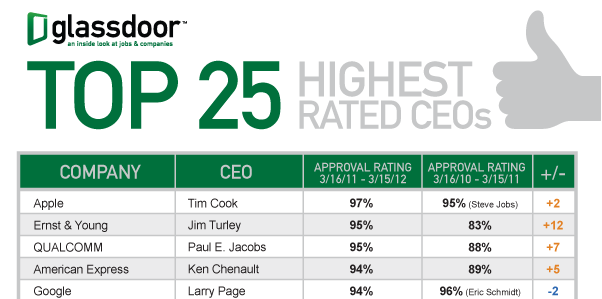 glassdoor™
an inside look at jobs & companies
TOP 25 HIGHEST RATED CEOs
COMPANY CEO APPROVAL RATING 3/16/11 - 3/15/12 APPROVAL RATING 3/16/10 - 3/15/11 +/-
Apple Tim Cook 97% 95% (Steve Jobs) +2
Ernst & Young Jim Turley 95% 83% +12
QUALCOMM Paul E. Jacobs 95% 88% +7
American Express Ken Chenault 94% 89% +5
Google Larry Page 94% 96% (Eric Schmidt) -2